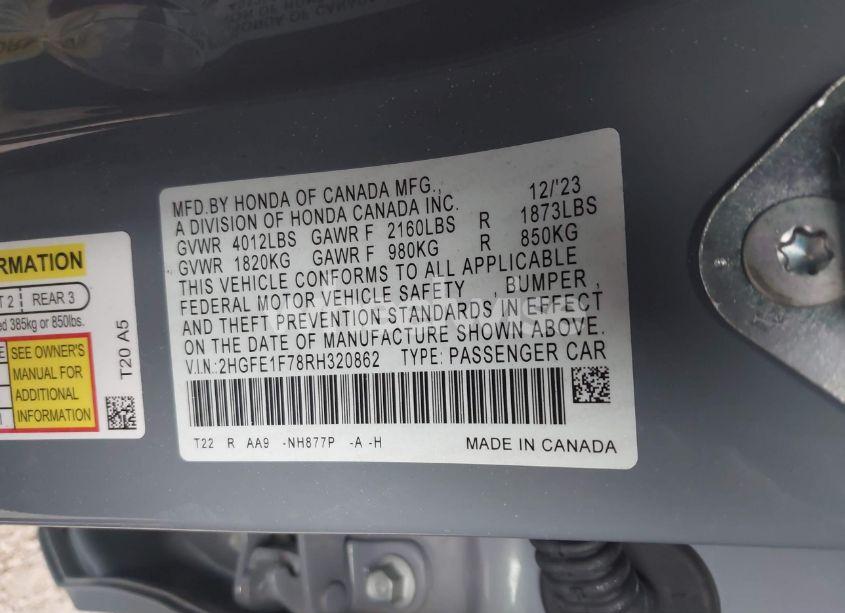 MFD.BY HONDA OF CANADA MFG., 12/'23
A DIVISION OF HONDA CANADA INC.
GVWR 4012LBS GAWR F 2160LBS R 1873LBS
GVWR 1820KG GAWR F 980KG R 850KG
THIS VEHICLE CONFORMS TO ALL APPLICABLE
FEDERAL MOTOR VEHICLE SAFETY BUMPER,
AND THEFT PREVENTION STANDARDS IN EFFECT
ON THE DATE OF MANUFACTURE SHOWN ABOVE.
V.I.N.:2HGFE1F78RH320862 TYPE: PASSENGER CAR
T22 R AA9 -NH877P -A -H MADE IN CANADA
T 2 REAR 3
385kg or 850lbs.
SEE OWNER'S
MANUAL FOR
ADDITIONAL
INFORMATION
T20 A5